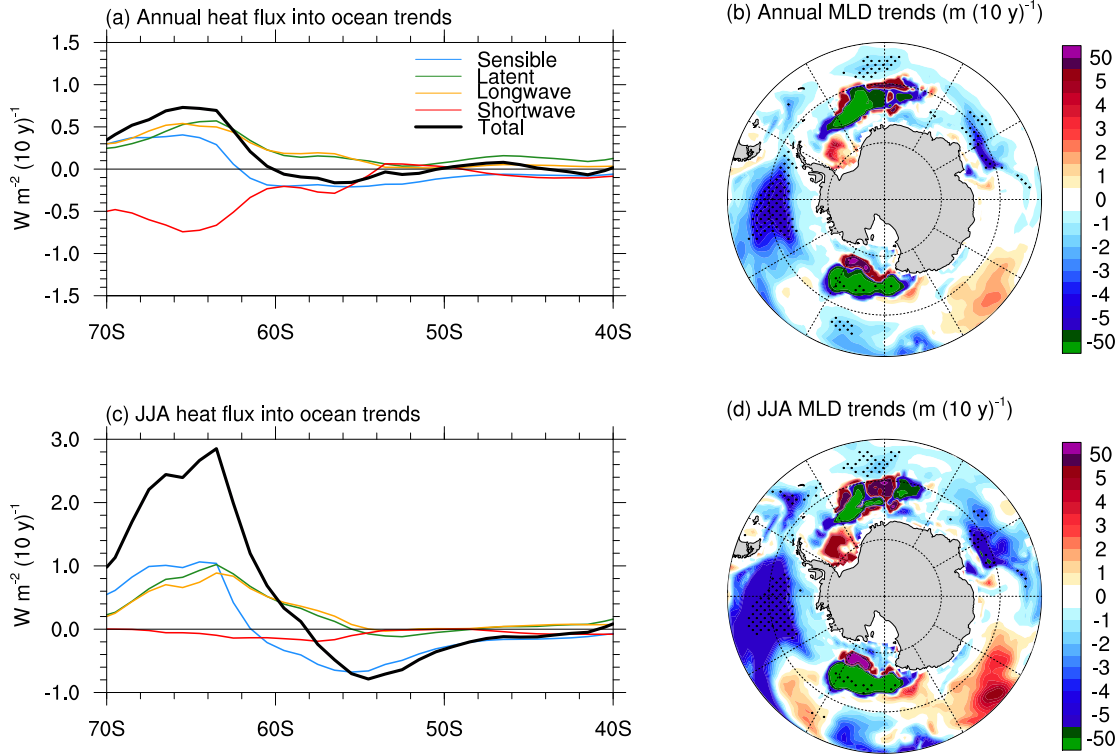 (a) Annual heat flux into ocean trends
W m-2 (10 y)-1
1.5
1.0
0.5
0.0
-0.5
-1.0
-1.5
70S 60S 50S 40S
Sensible
Latent
Longwave
Shortwave
Total
(b) Annual MLD trends (m (10 y)-1)
50
5
4
3
2
1
0
-1
-2
-3
-4
-5
-50
(c) JJA heat flux into ocean trends
W m-2 (10 y)-1
3.0
2.0
1.0
0.0
-1.0
70S 60S 50S 40S
(d) JJA MLD trends (m (10 y)-1)
50
5
4
3
2
1
0
-1
-2
-3
-4
-5
-50